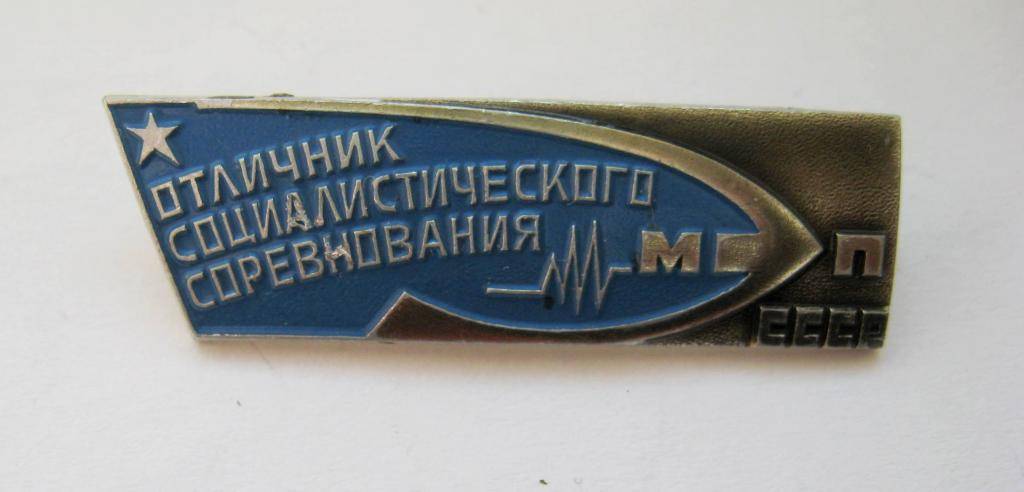 ОТЛИЧНИК
СОЦИАЛИСТИЧЕСКОГО
СОРЕВНОВАНИЯ
М П
СССР